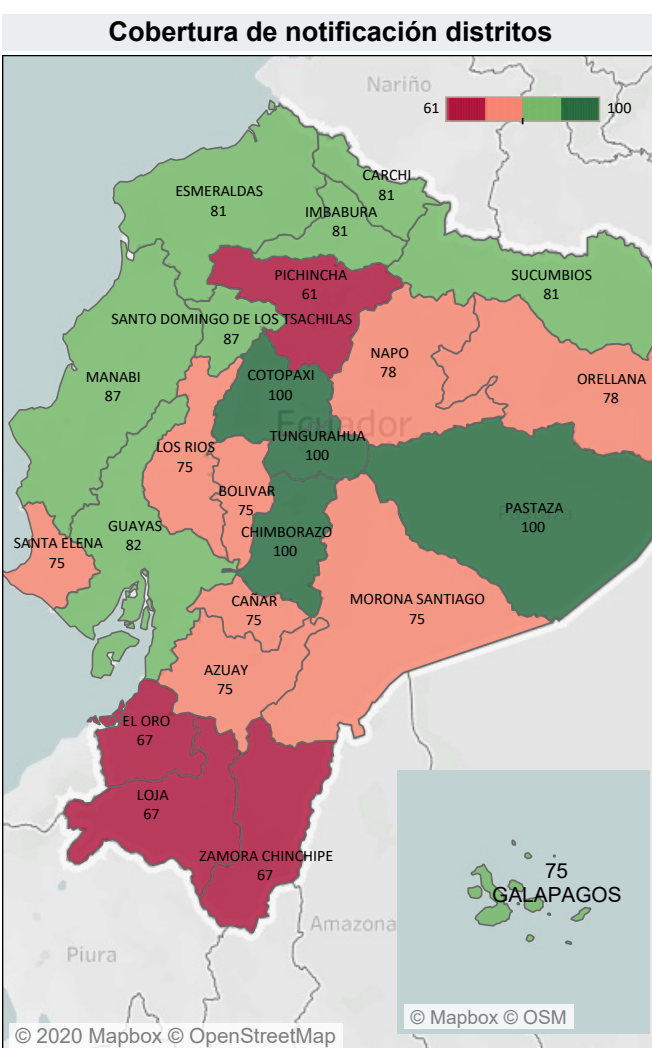 Cobertura de notificación distritos
Nariño
61
100
CARCHI
81
ESMERALDAS
81
IMBABURA
81
PICHINCHA
61
SUCUMBIOS
81
SANTO DOMINGO DE LOS TSACHILAS
87
NAPO
78
MANABI
87
COTOPAXI
100
ORELLANA
78
Ecuador
TUNGURAHUA
100
LOS RIOS
75
BOLIVAR
75
PASTAZA
100
GUAYAS
82
CHIMBORAZO
100
SANTA ELENA
75
CAÑAR
75
MORONA SANTIAGO
75
AZUAY
75
EL ORO
67
LOJA
67
ZAMORA CHINCHIPE
67
75
GALAPAGOS
Amazona
Piura
© Mapbox © OSM
© 2020 Mapbox © OpenStreetMap